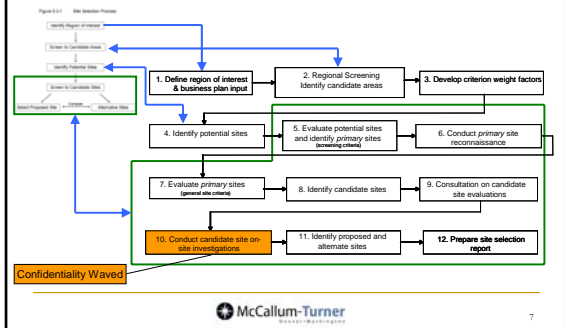 Figure 9.3-1 Site Selection Process
Identify Region of Interest
Screen to Candidate Areas
Identify Potential Sites
Screen to Candidate Sites
Select Proposed Site
Compare
Alternative Sites
1. Define region of interest
& business plan input
2. Regional Screening
Identify candidate areas
3. Develop criterion weight factors
4. Identify potential sites
5. Evaluate potential sites
and identify primary sites
(screening criteria)
6. Conduct primary site
reconnaissance
7. Evaluate primary sites
(general site criteria)
8. Identify candidate sites
9. Consultation on candidate
site evaluations
10. Conduct candidate site on-
site investigations
11. Identify proposed and
alternate sites
12. Prepare site selection
report
Confidentiality Waved
McCallum-Turner
Denver•Washington
7